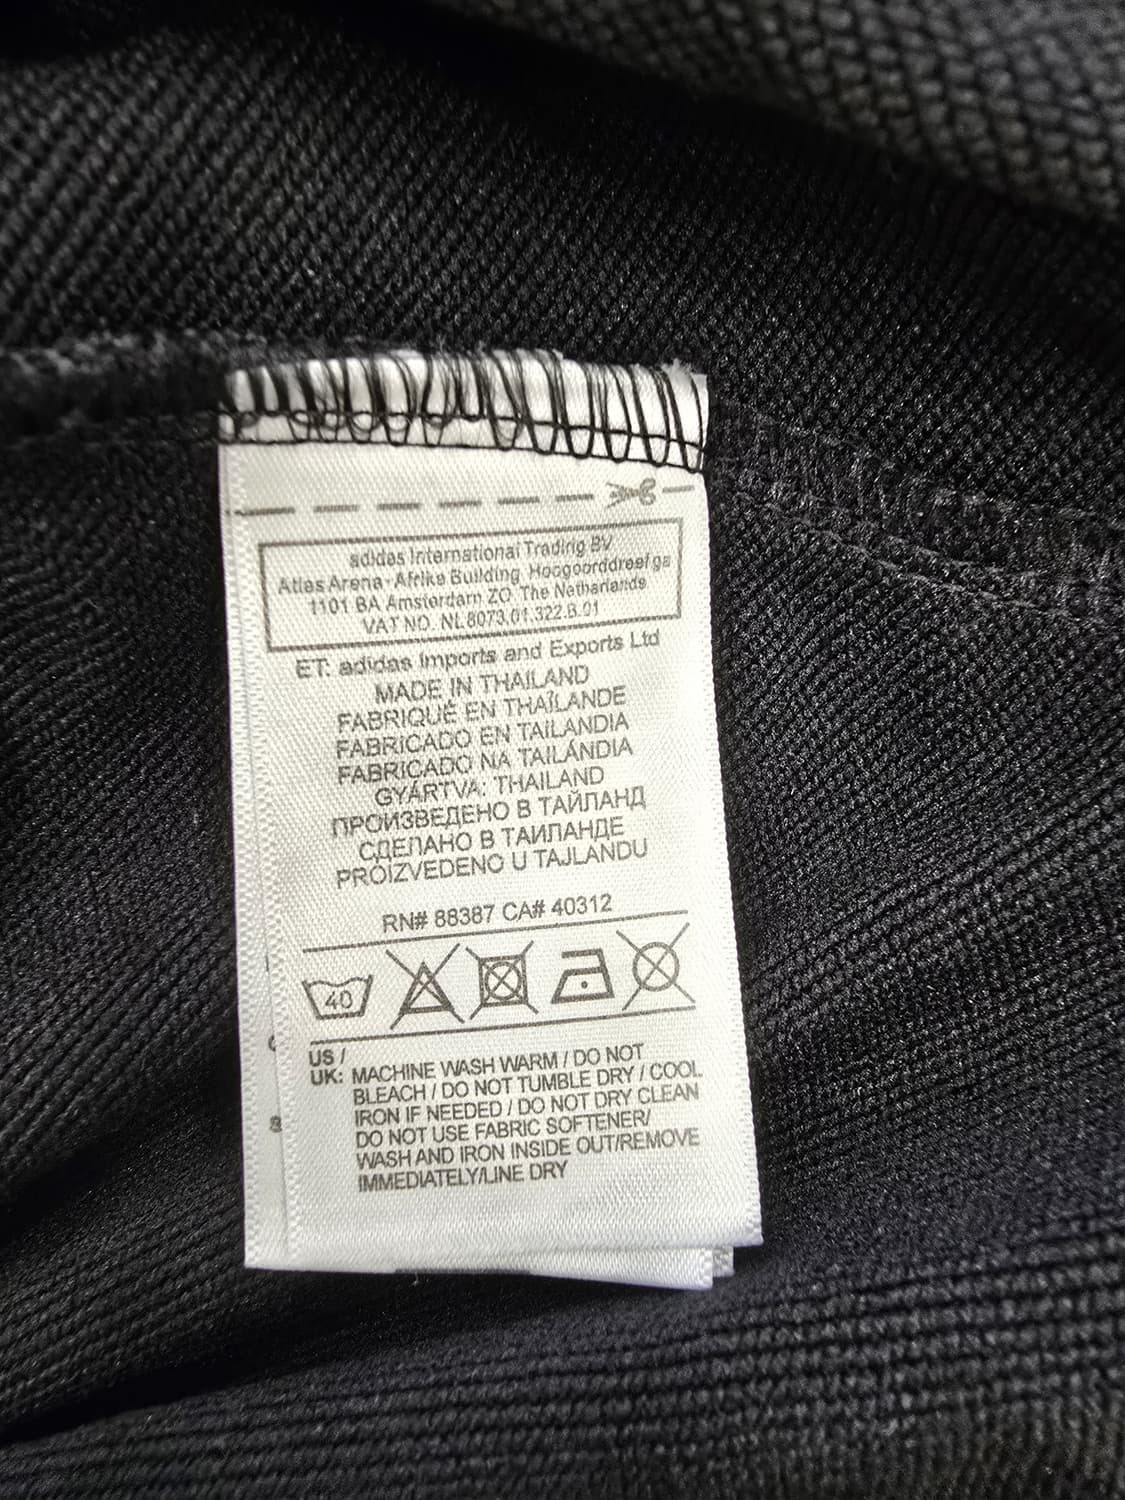 adidas International Trading BV
Atlas Arena - Afrike Building Hoogoorddreef ga
1101 BA Amsterdam ZO The Netherlands
VAT NO. NL8073.01.322.B.01
ET: adidas Imports and Exports Ltd
MADE IN THAILAND
FABRIQUÉ EN THAÏLANDE
FABRICADO EN TAILANDIA
FABRICADO NA TAILÂNDIA
GYÁRTVA: THAILAND
ПРОИЗВЕДЕНО В ТАЙЛАНД
СДЕЛАНО В ТАИЛАНДЕ
PROIZVEDENO U TAJLANDU
RN# 88387 CA# 40312
40
US /
UK: MACHINE WASH WARM / DO NOT
BLEACH / DO NOT TUMBLE DRY / COOL
IRON IF NEEDED / DO NOT DRY CLEAN
DO NOT USE FABRIC SOFTENER/
WASH AND IRON INSIDE OUT/REMOVE
IMMEDIATELY/LINE DRY